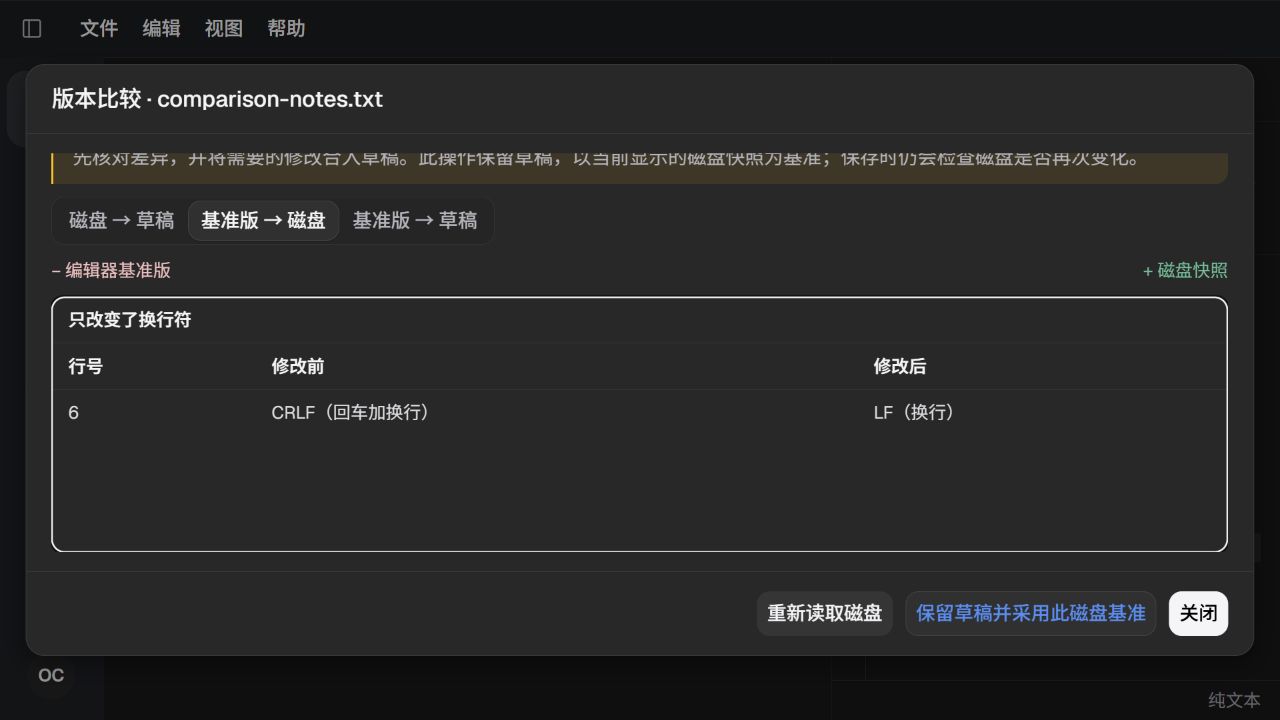 文件 编辑 视图 帮助
版本比较 · comparison-notes.txt
先核对差异，并将需要的修改合入草稿。此操作保留草稿，以当前显示的磁盘快照为基准；保存时仍会检查磁盘是否再次变化。
磁盘 → 草稿 基准版 → 磁盘 基准版 → 草稿
− 编辑器基准版 + 磁盘快照
只改变了换行符
行号 修改前 修改后
6 CRLF（回车加换行） LF（换行）
重新读取磁盘 保留草稿并采用此磁盘基准 关闭
OC
纯文本